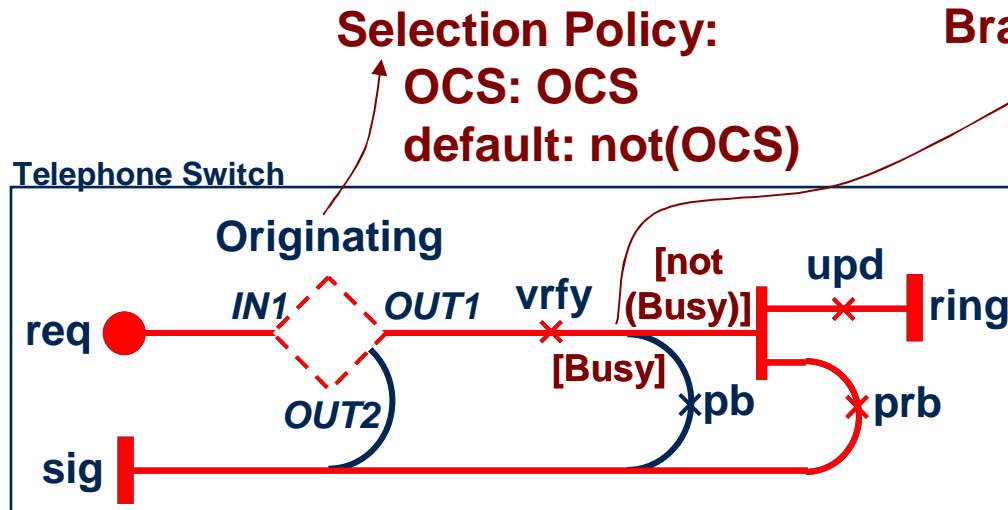 Selection Policy:
OCS: OCS
default: not(OCS)
Bra
Telephone Switch
Originating
IN1
OUT1
OUT2
req
vrfy
[not
(Busy)]
[Busy]
upd
ring
pb
prb
sig